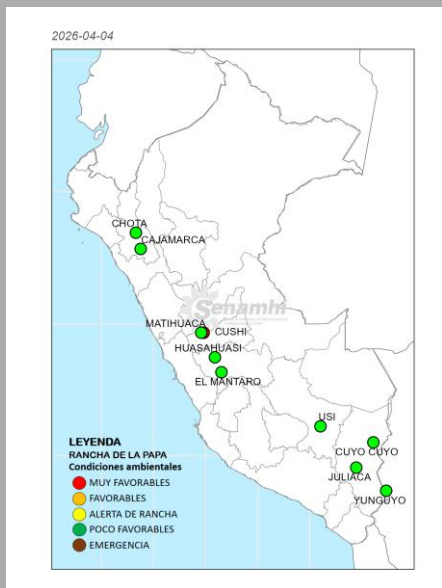 2026-04-04
CHOTA
CAJAMARCA
Senamhi
MATIHUACA
CUSHI
HUASAHUASI
EL MANTARO
USI
CUYO CUYO
JULIACA
YUNGUYO
LEYENDA
RANCHA DE LA PAPA
Condiciones ambientales
MUY FAVORABLES
FAVORABLES
ALERTA DE RANCHA
POCO FAVORABLES
EMERGENCIA